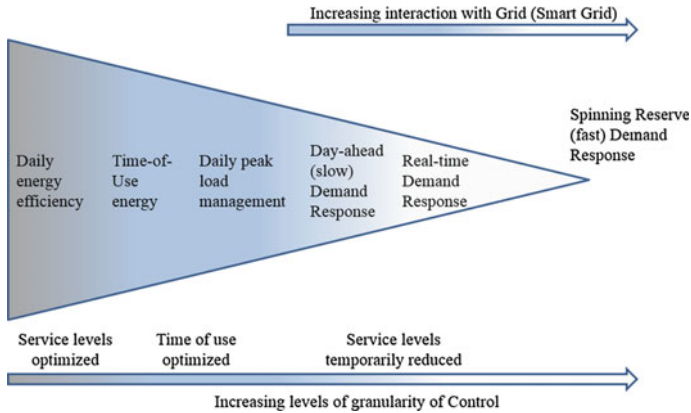 Increasing interaction with Grid (Smart Grid)
Spinning Reserve
(fast) Demand
Response
Daily
energy
efficiency
Time-of-
Use
energy
Daily peak
load
management
Day-ahead
(slow)
Demand
Response
Real-time
Demand
Response
Service levels
optimized
Time of use
optimized
Service levels
temporarily reduced
Increasing levels of granularity of Control